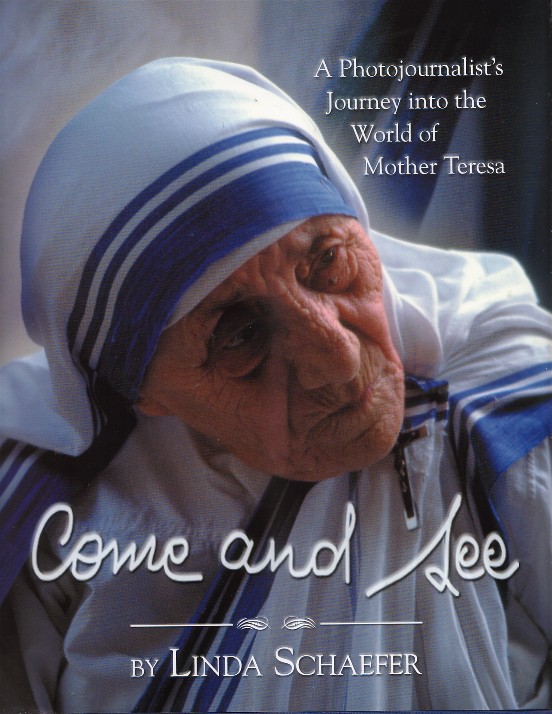 A Photojournalist's
Journey into the
World of
Mother Teresa
Come and See
BY LINDA SCHAEFER